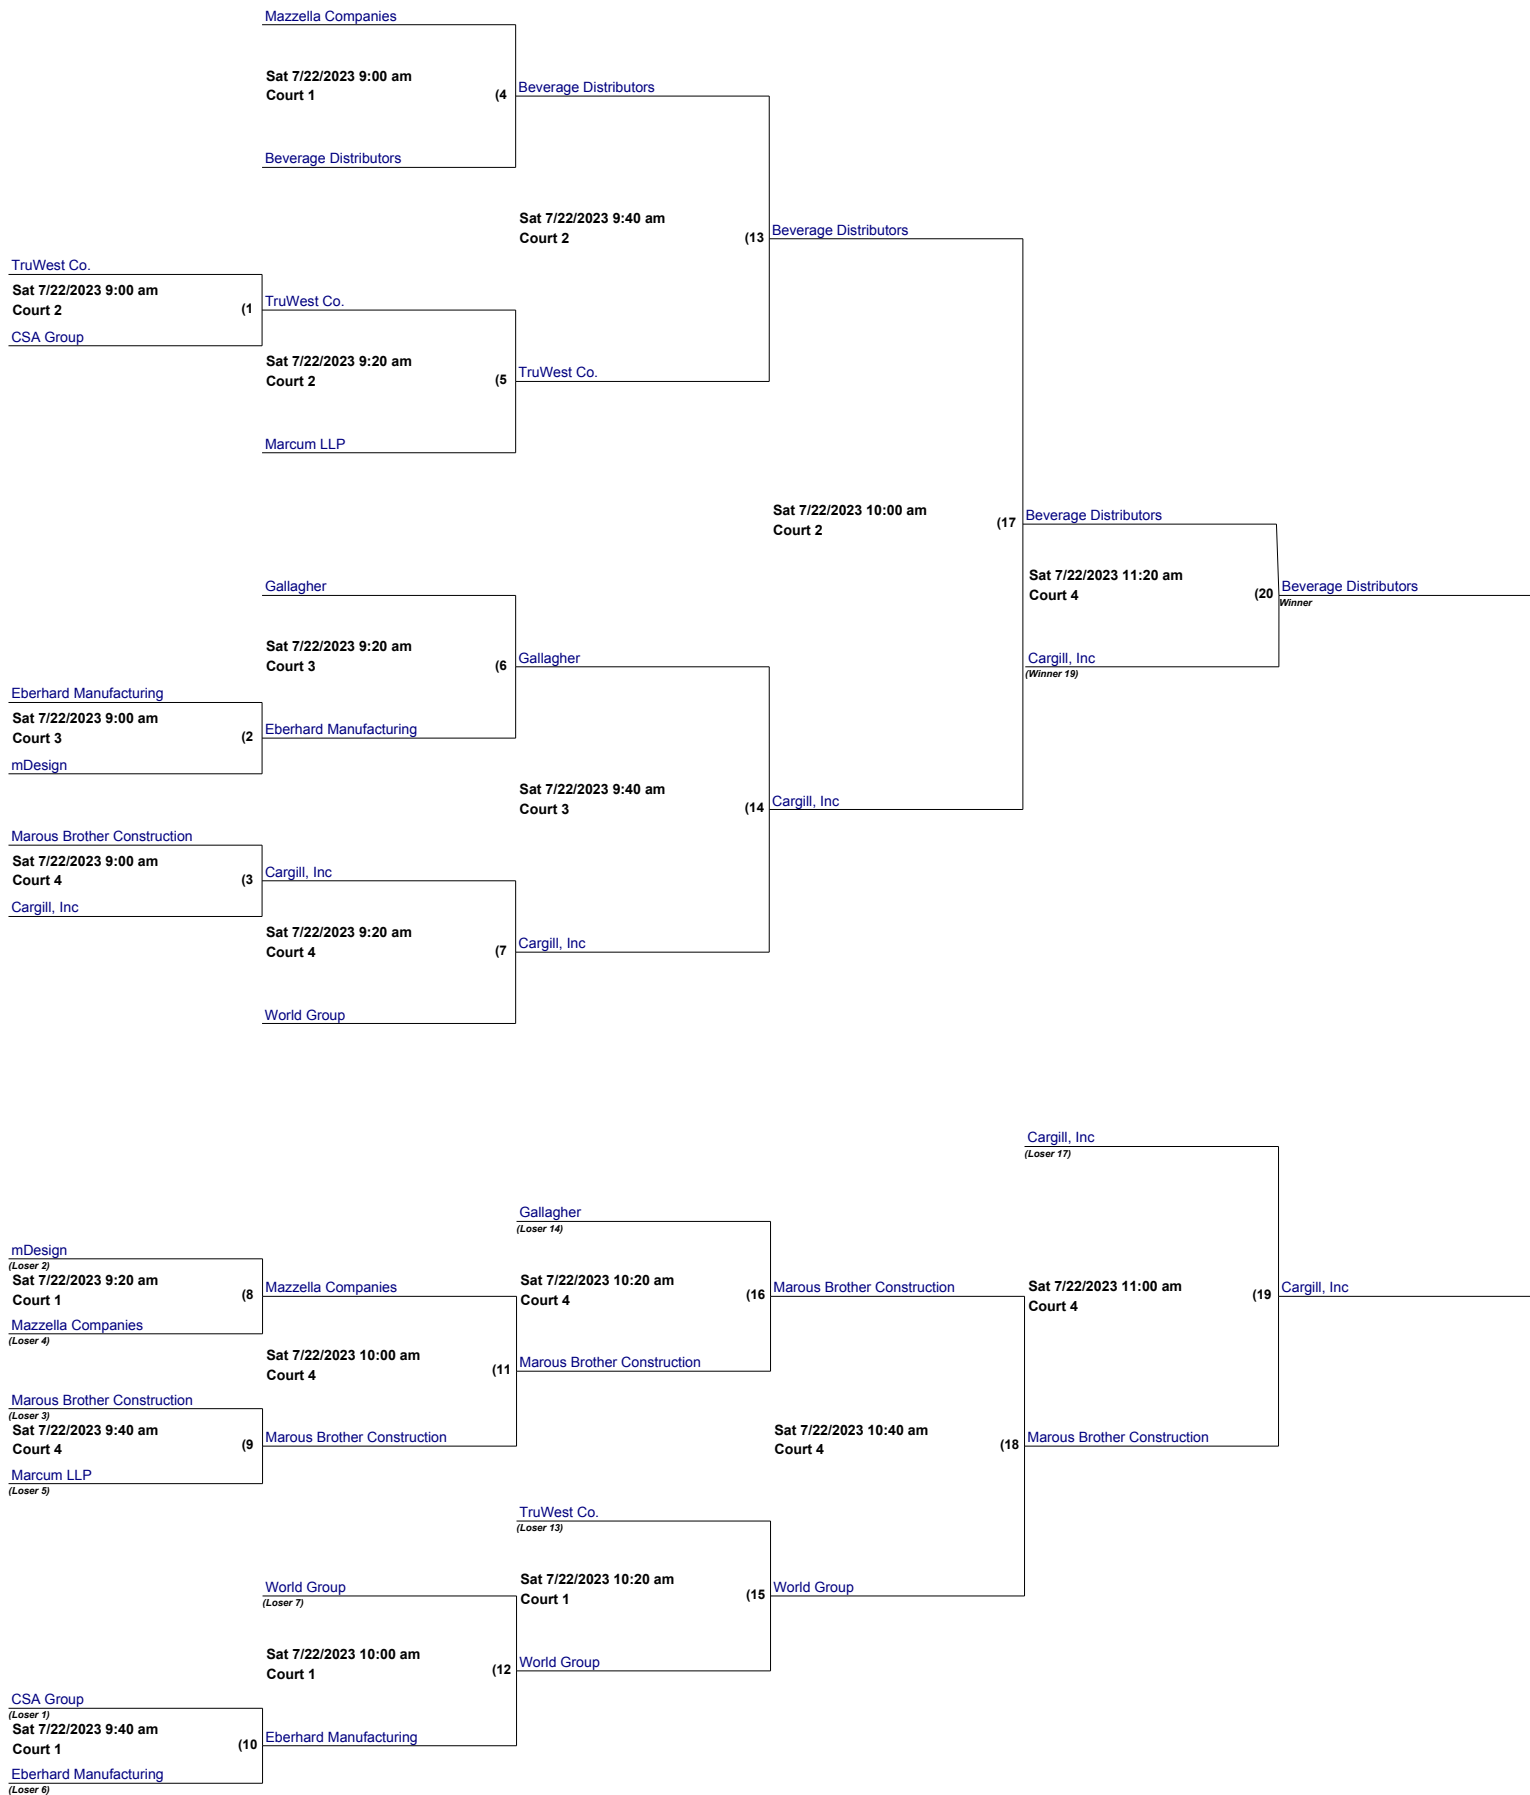 Mazzella Companies
Sat 7/22/2023 9:00 am
Court 1
(4
Beverage Distributors
Beverage Distributors
Sat 7/22/2023 9:40 am
Court 2
(13
Beverage Distributors
TruWest Co.
Sat 7/22/2023 9:00 am
Court 2
(1
TruWest Co.
CSA Group
Sat 7/22/2023 9:20 am
Court 2
(5
TruWest Co.
Marcum LLP
Sat 7/22/2023 10:00 am
Court 2
(17
Beverage Distributors
Sat 7/22/2023 11:20 am
Court 4
(20
Beverage Distributors
Winner
Gallagher
Sat 7/22/2023 9:20 am
Court 3
(6
Gallagher
Cargill, Inc
(Winner 19)
Eberhard Manufacturing
Sat 7/22/2023 9:00 am
Court 3
(2
Eberhard Manufacturing
mDesign
Sat 7/22/2023 9:40 am
Court 3
(14
Cargill, Inc
Marous Brother Construction
Sat 7/22/2023 9:00 am
Court 4
(3
Cargill, Inc
Cargill, Inc
Sat 7/22/2023 9:20 am
Court 4
(7
Cargill, Inc
World Group
Cargill, Inc
(Loser 17)
Gallagher
(Loser 14)
mDesign
(Loser 2)
Sat 7/22/2023 9:20 am
Court 1
(8
Mazzella Companies
Sat 7/22/2023 10:20 am
Court 4
(16
Marous Brother Construction
Sat 7/22/2023 11:00 am
Court 4
(19
Cargill, Inc
Mazzella Companies
(Loser 4)
Sat 7/22/2023 10:00 am
Court 4
(11
Marous Brother Construction
Marous Brother Construction
(Loser 3)
Sat 7/22/2023 9:40 am
Court 4
(9
Marous Brother Construction
Sat 7/22/2023 10:40 am
Court 4
(18
Marous Brother Construction
Marcum LLP
(Loser 5)
TruWest Co.
(Loser 13)
World Group
(Loser 7)
Sat 7/22/2023 10:20 am
Court 1
(15
World Group
Sat 7/22/2023 10:00 am
Court 1
(12
World Group
CSA Group
(Loser 1)
Sat 7/22/2023 9:40 am
Court 1
(10
Eberhard Manufacturing
Eberhard Manufacturing
(Loser 6)